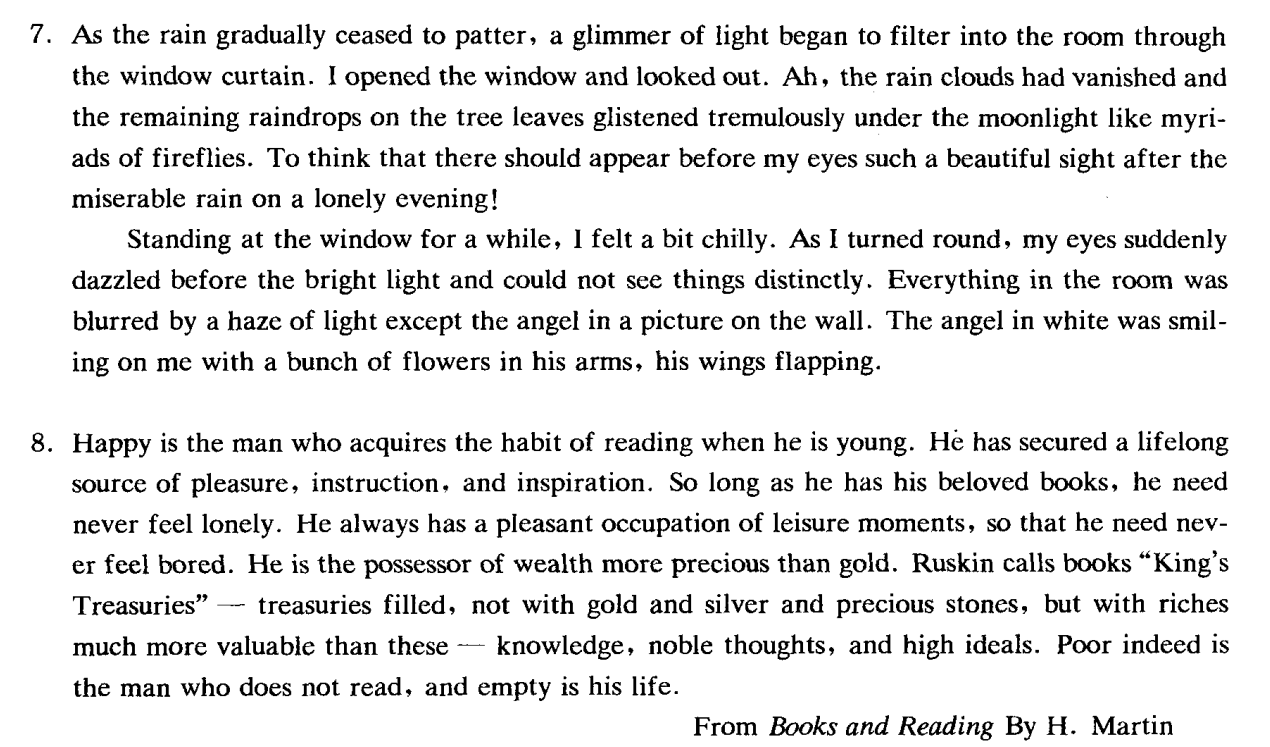 7. As the rain gradually ceased to patter, a glimmer of light began to filter into the room through
the window curtain. I opened the window and looked out. Ah, the rain clouds had vanished and
the remaining raindrops on the tree leaves glistened tremulously under the moonlight like myri-
ads of fireflies. To think that there should appear before my eyes such a beautiful sight after the
miserable rain on a lonely evening!
Standing at the window for a while, I felt a bit chilly. As I turned round, my eyes suddenly
dazzled before the bright light and could not see things distinctly. Everything in the room was
blurred by a haze of light except the angel in a picture on the wall. The angel in white was smil-
ing on me with a bunch of flowers in his arms, his wings flapping.
8. Happy is the man who acquires the habit of reading when he is young. He has secured a lifelong
source of pleasure, instruction, and inspiration. So long as he has his beloved books, he need
never feel lonely. He always has a pleasant occupation of leisure moments, so that he need nev-
er feel bored. He is the possessor of wealth more precious than gold. Ruskin calls books “King’s
Treasuries” — treasuries filled, not with gold and silver and precious stones, but with riches
much more valuable than these — knowledge, noble thoughts, and high ideals. Poor indeed is
the man who does not read, and empty is his life.
From Books and Reading By H. Martin